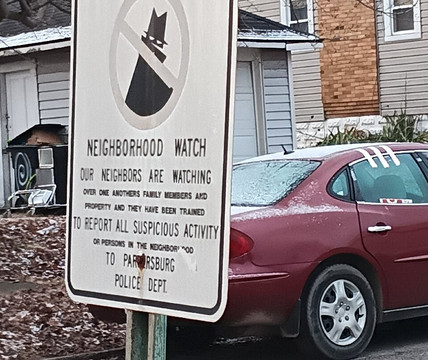 NEIGHBORHOOD WATCH
OUR NEIGHBORS ARE WATCHING
OVER ONE ANOTHERS FAMILY MEMBERS AND
PROPERTY AND THEY HAVE BEEN TRAINED
TO REPORT ALL SUSPICIOUS ACTIVITY
OR PERSONS IN THE NEIGHBORHOOD
TO PARKERSBURG
POLICE DEPT.